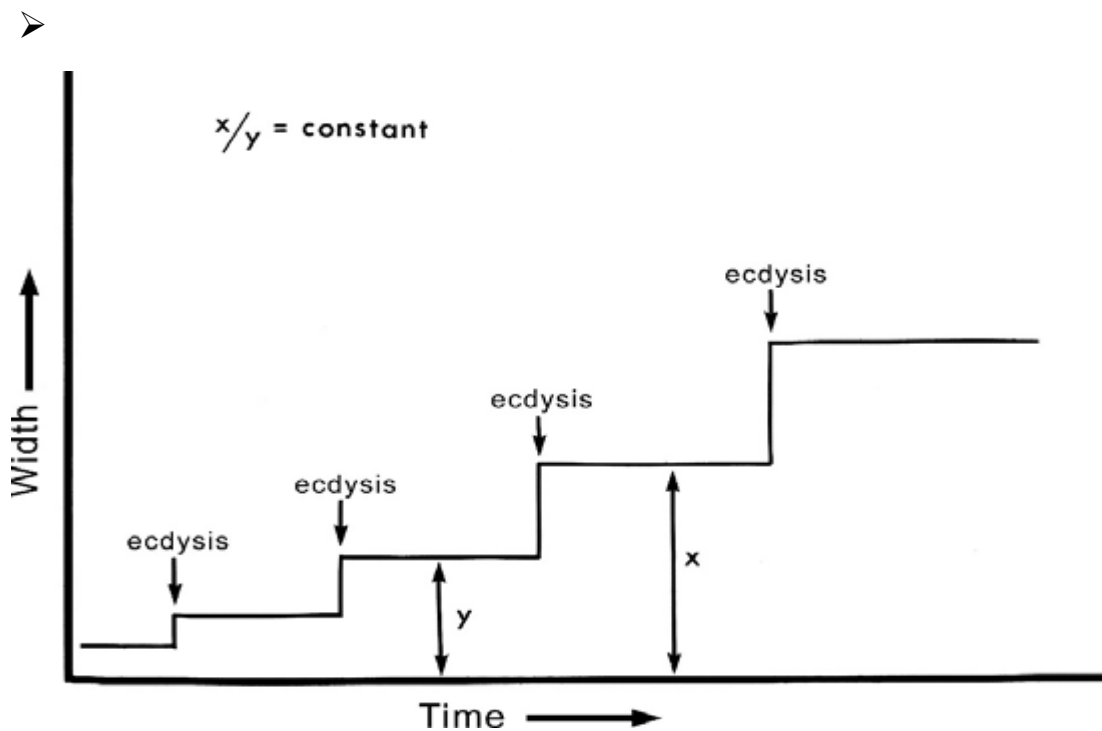 x/y = constant
ecdysis
ecdysis
ecdysis
ecdysis
y
x
Width
Time